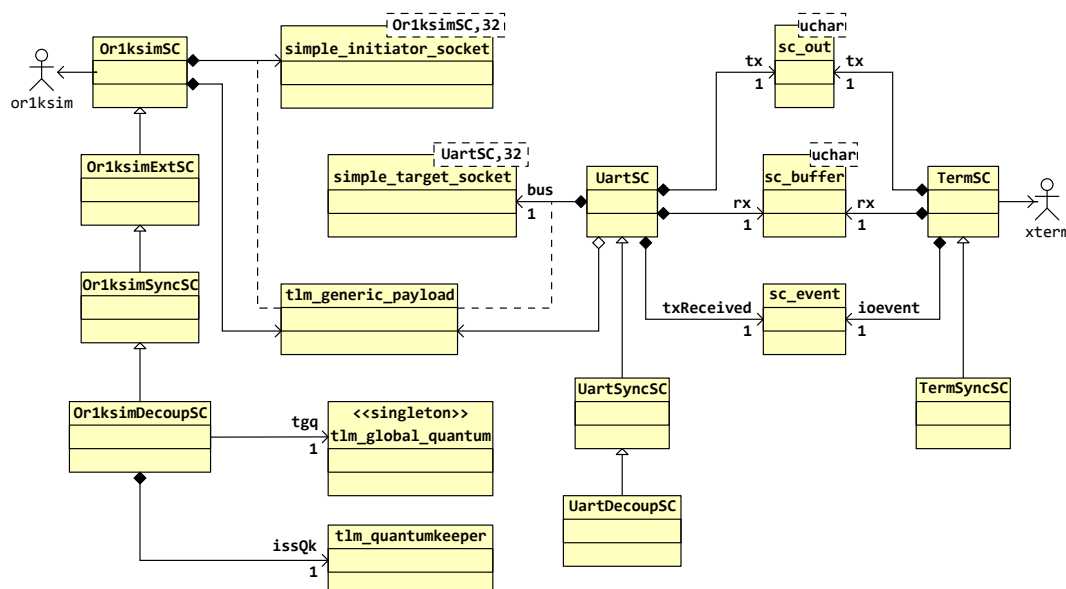 Or1ksimSC,32
uchar
Or1ksimSC
simple_initiator_socket
sc_out
tx
tx
1
1
or1ksim
UartSC,32
uchar
Or1ksimExtSC
simple_target_socket
UartSC
sc_buffer
TermSC
bus
1
rx
rx
1
1
xterm
Or1ksimSyncSC
tlm_generic_payload
sc_event
txReceived
ioevent
1
1
UartSyncSC
TermSyncSC
Or1ksimDecoupSC
<<singleton>>
tlm_global_quantum
tgq
1
UartDecoupSC
tlm_quantumkeeper
issQk
1